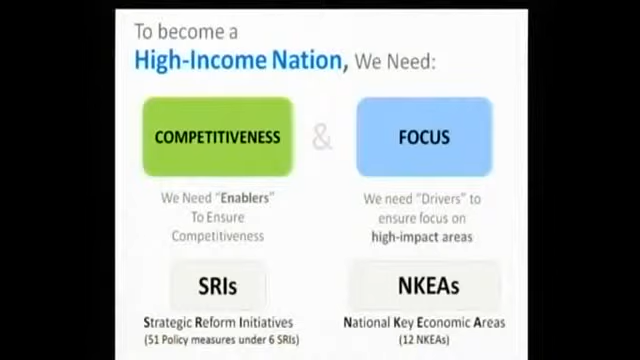 To become a
High-Income Nation, We Need:
COMPETITIVENESS & FOCUS
We Need "Enablers"
To Ensure
Competitiveness
We need "Drivers" to
ensure focus on
high-impact areas
SRIs
Strategic Reform Initiatives
(51 Policy measures under 6 SRIs)
NKEAs
National Key Economic Areas
(12 NKEAs)